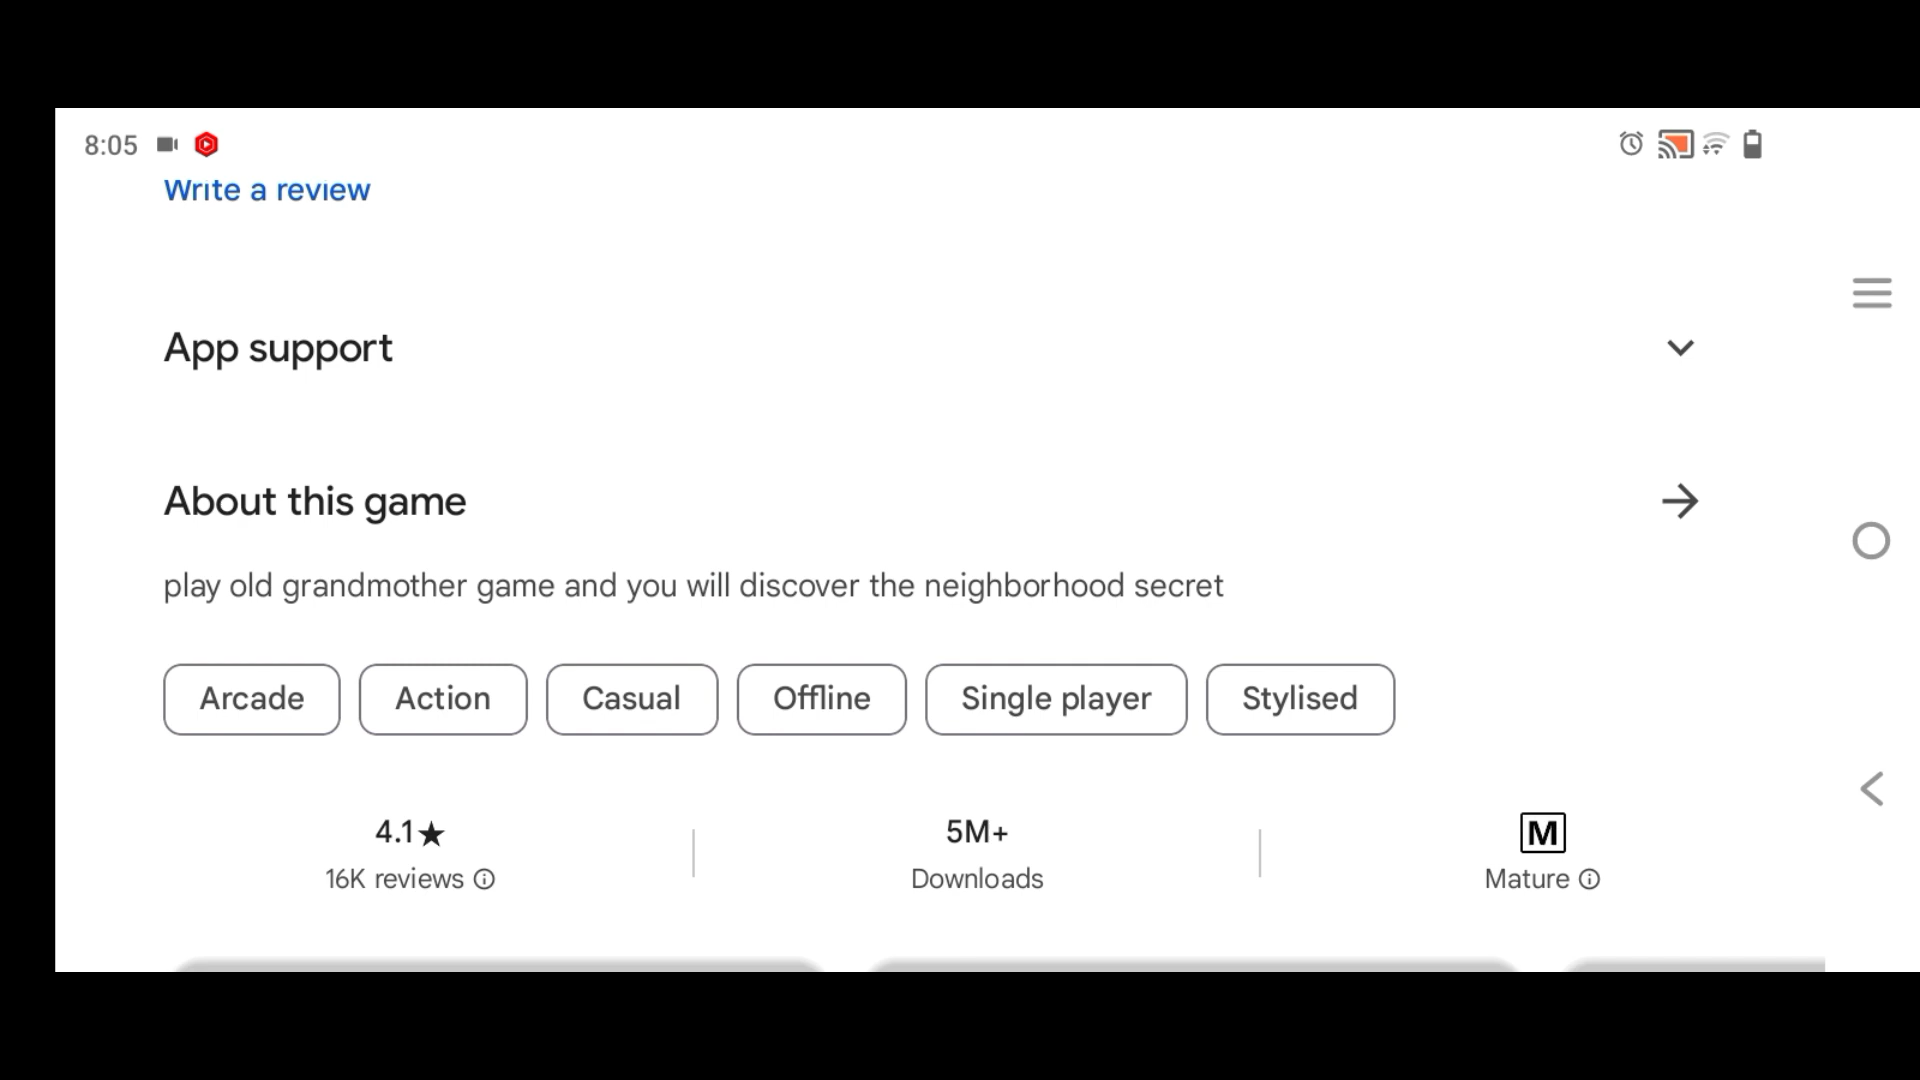 8:05
Write a review
App support
About this game
play old grandmother game and you will discover the neighborhood secret
Arcade Action Casual Offline Single player Stylised
4.1★ 5M+ M
16K reviews Downloads Mature